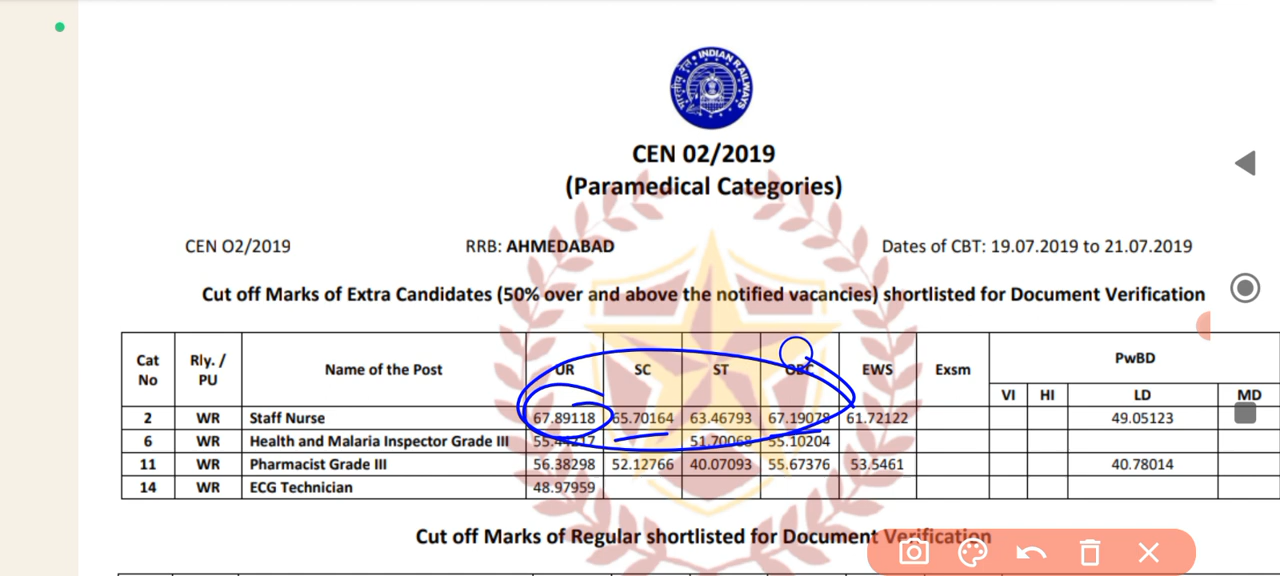 INDIAN RAILWAYS
भारतीय रेल
CEN 02/2019
(Paramedical Categories)
CEN O2/2019 RRB: AHMEDABAD Dates of CBT: 19.07.2019 to 21.07.2019
Cut off Marks of Extra Candidates (50% over and above the notified vacancies) shortlisted for Document Verification
Cat No Rly. / PU Name of the Post UR SC ST OBC EWS Exsm PwBD
VI HI LD MD
2 WR Staff Nurse 67.89118 65.70164 63.46793 67.19078 61.72122 49.05123
6 WR Health and Malaria Inspector Grade III 51.70068 55.10204
11 WR Pharmacist Grade III 56.38298 52.12766 40.07093 55.67376 53.5461 40.78014
14 WR ECG Technician 48.97959
Cut off Marks of Regular shortlisted for Document Verification